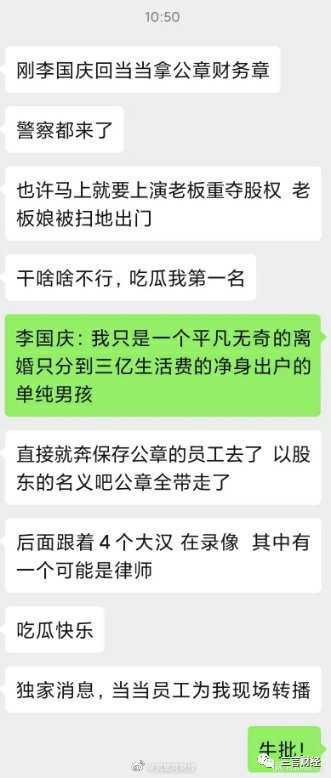 10:50
刚李国庆回当当拿公章财务章
警察都来了
也许马上就要上演老板重夺股权 老
板娘被扫地出门
干啥啥不行，吃瓜我第一名
李国庆：我只是一个平凡无奇的离
婚只分到三亿生活费的净身出户的
单纯男孩
直接就奔保存公章的员工去了 以股
东的名义吧公章全带走了
后面跟着4个大汉 在录像 其中有
一个可能是律师
吃瓜快乐
独家消息，当当员工为我现场转播
牛批！
三言财经